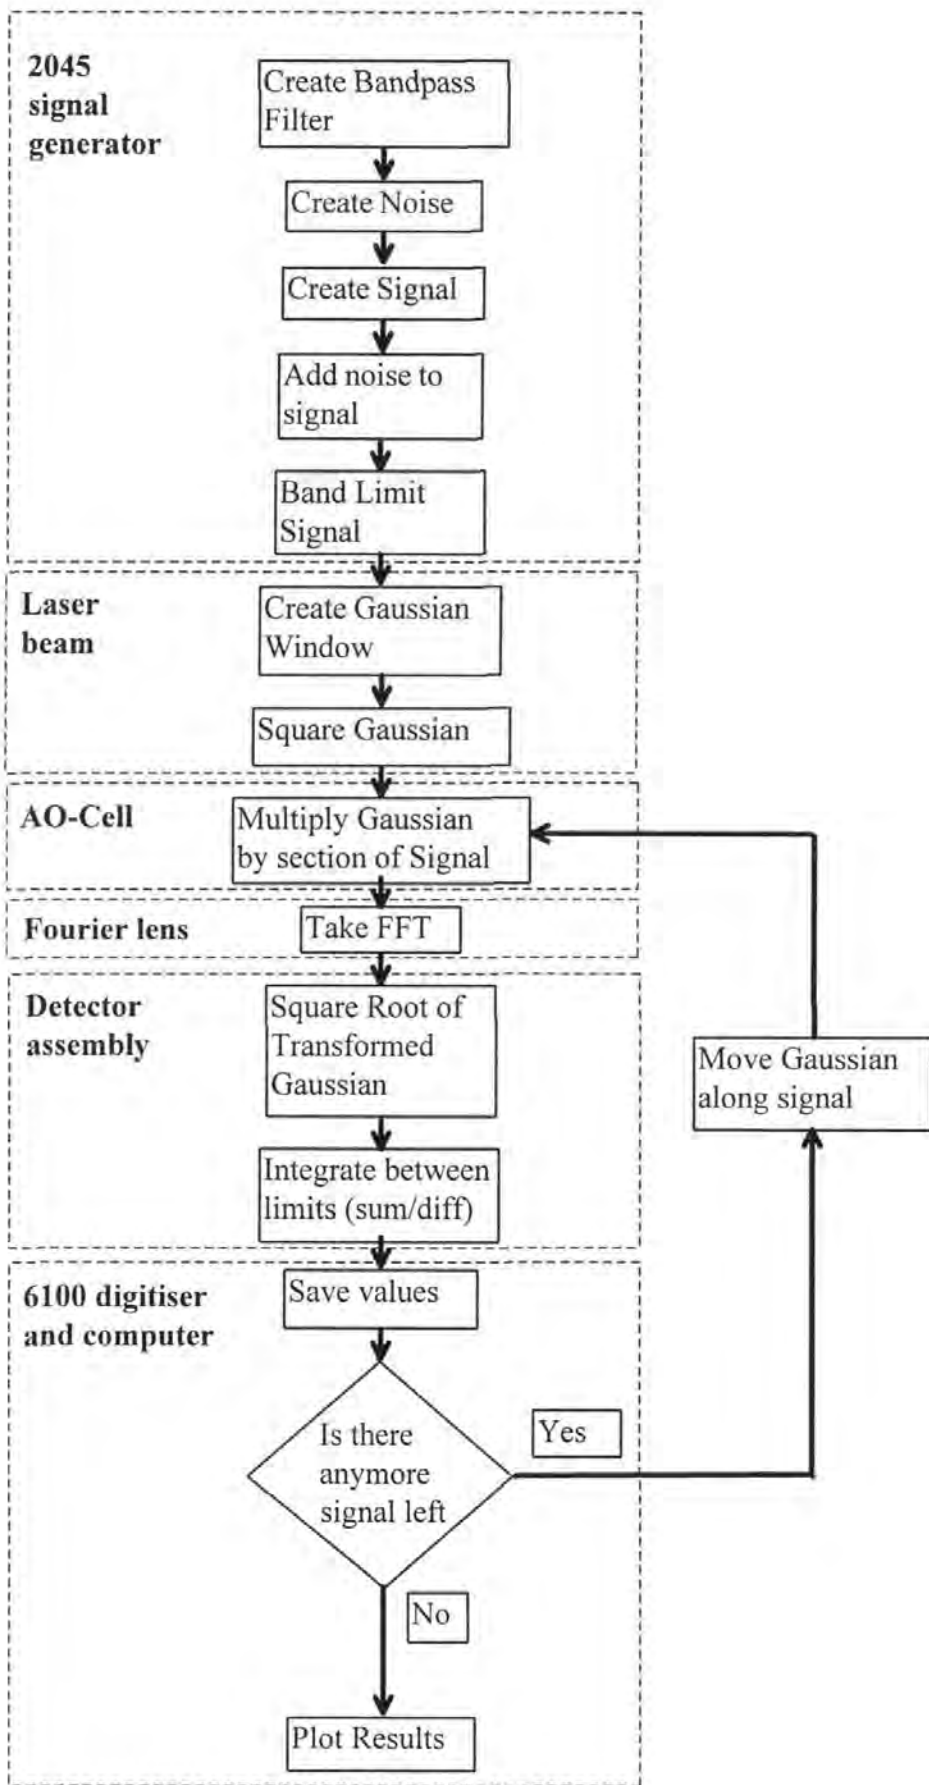 2045
signal
generator
Create Bandpass
Filter
Create Noise
Create Signal
Add noise to
signal
Band Limit
Signal
Laser
beam
Create Gaussian
Window
Square Gaussian
AO-Cell
Multiply Gaussian
by section of Signal
Fourier lens
Take FFT
Detector
assembly
Square Root of
Transformed
Gaussian
Move Gaussian
along signal
Integrate between
limits (sum/diff)
6100 digitiser
and computer
Save values
Is there
anymore
signal left
Yes
No
Plot Results